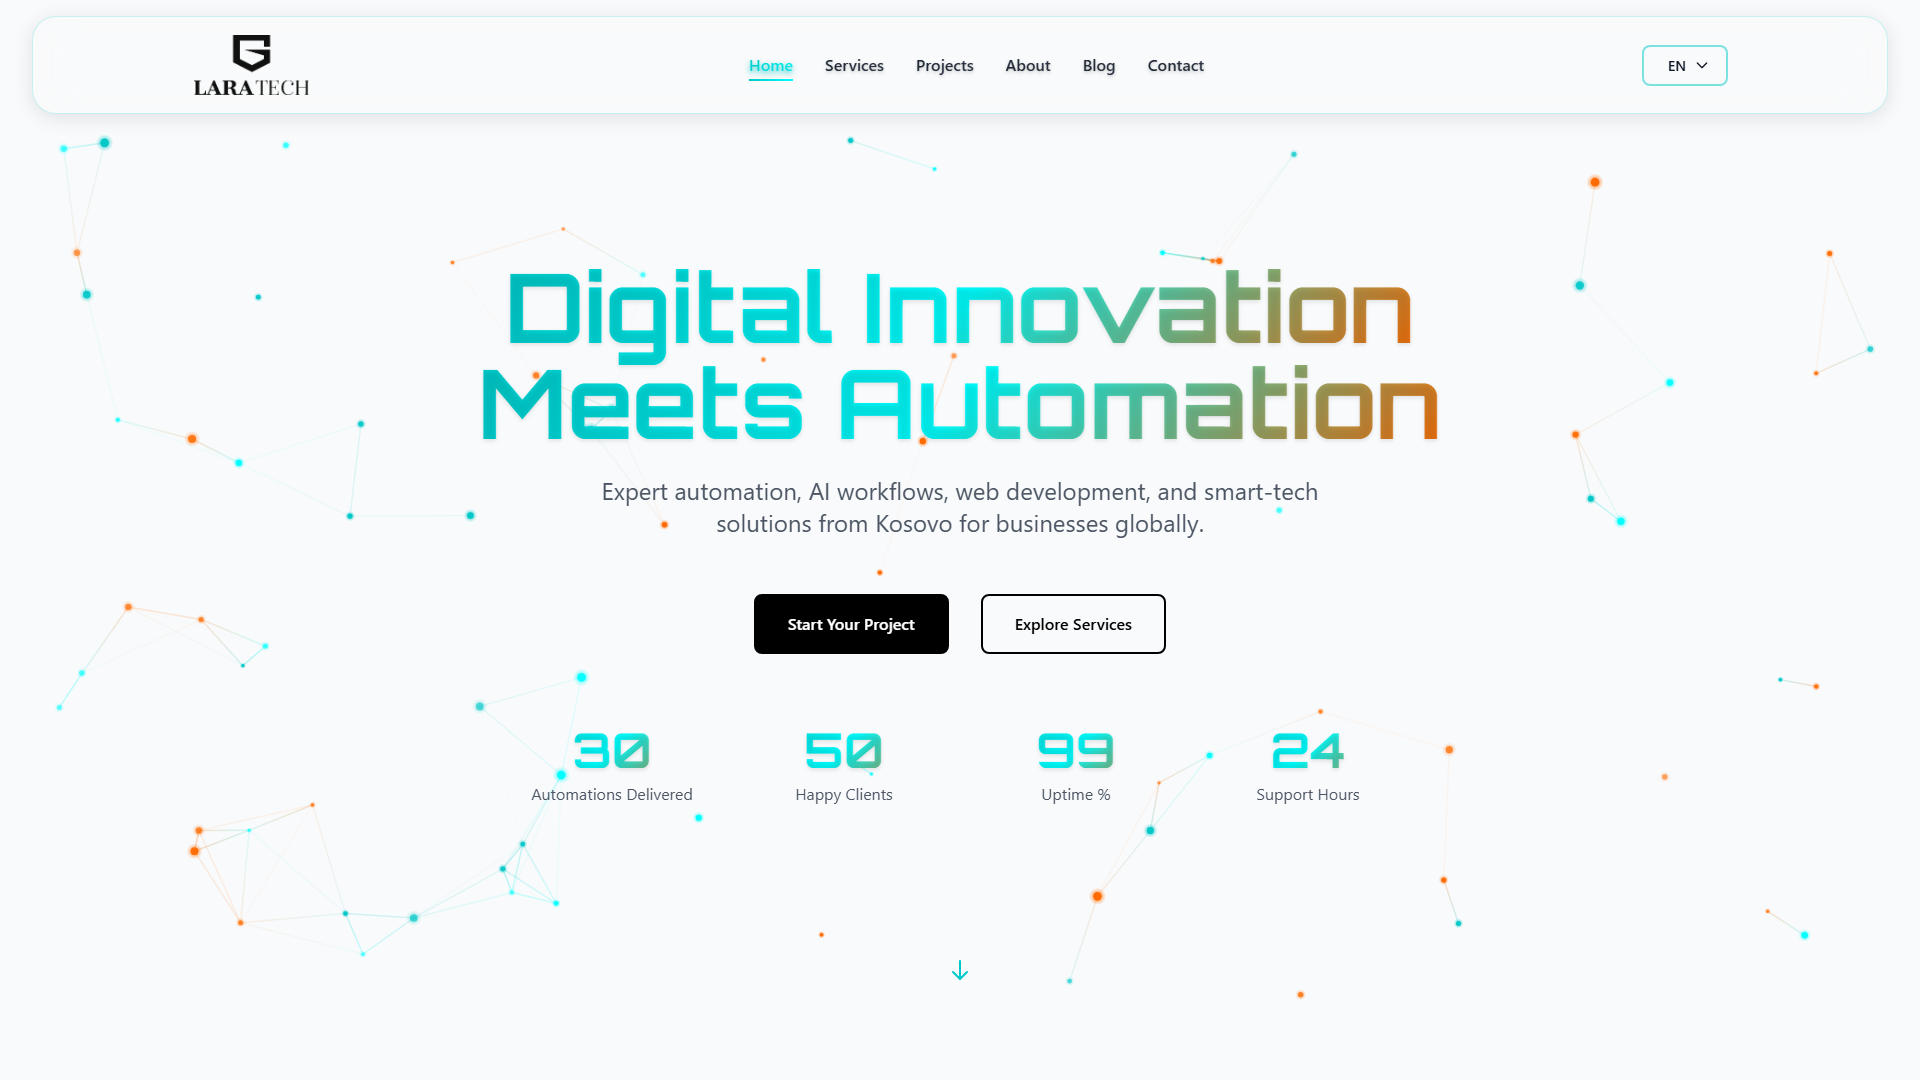 LARA TECH
Home
Services
Projects
About
Blog
Contact
EN
Digital Innovation
Meets Automation
Expert automation, AI workflows, web development, and smart-tech
solutions from Kosovo for businesses globally.
Start Your Project
Explore Services
30
Automations Delivered
50
Happy Clients
99
Uptime %
24
Support Hours